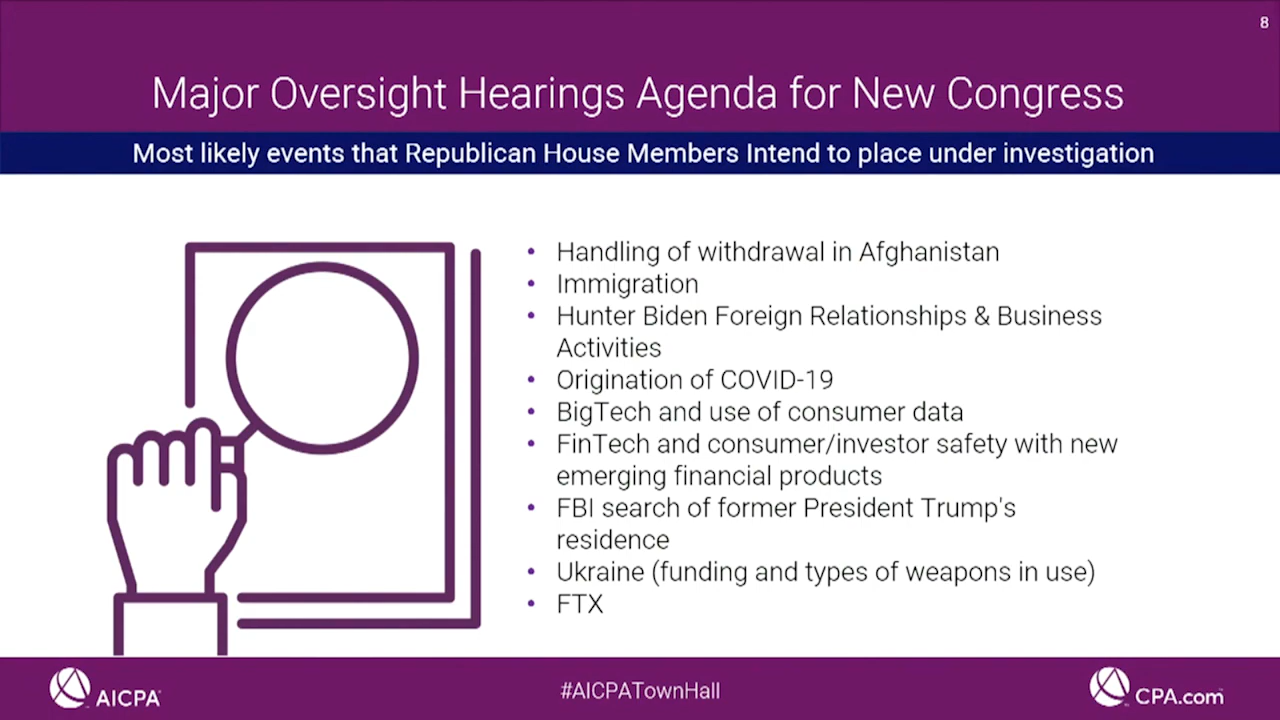 8
Major Oversight Hearings Agenda for New Congress
Most likely events that Republican House Members Intend to place under investigation
• Handling of withdrawal in Afghanistan
• Immigration
• Hunter Biden Foreign Relationships & Business
Activities
• Origination of COVID-19
• BigTech and use of consumer data
• FinTech and consumer/investor safety with new
emerging financial products
• FBI search of former President Trump's
residence
• Ukraine (funding and types of weapons in use)
• FTX
AICPA
#AICPATownHall
CPA.com